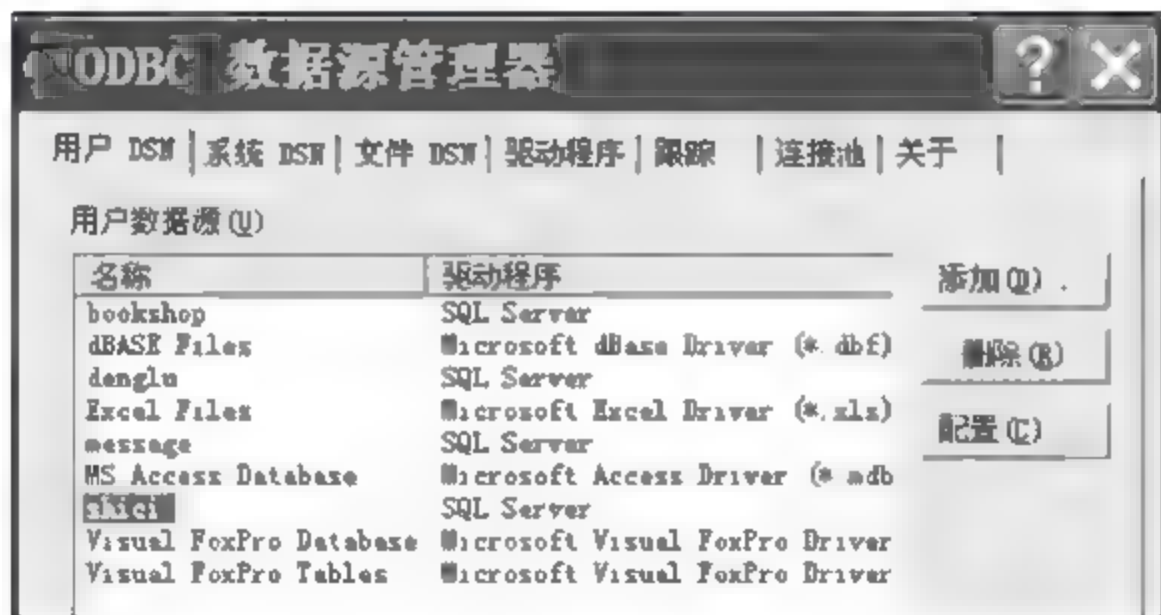 ODBC 数据源管理器
用户 DSN 系统 DSN 文件 DSN 驱动程序 跟踪 连接池 关于
用户数据源(U)
名称 驱动程序 添加(D)
bookshop SQL Server
dBASE Files Microsoft dBase Driver (*.dbf) 删除(R)
denglu SQL Server
Excel Files Microsoft Excel Driver (*.xls) 配置(C)
message SQL Server
MS Access Database Microsoft Access Driver (*.mdb
shici SQL Server
Visual FoxPro Database Microsoft Visual FoxPro Driver
Visual FoxPro Tables Microsoft Visual FoxPro Driver